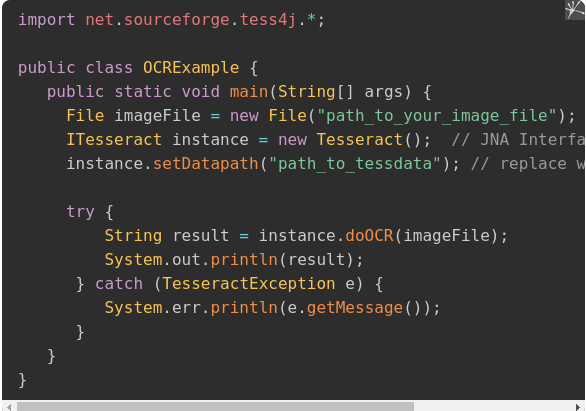 import net.sourceforge.tess4j.*;

public class OCRExample {
   public static void main(String[] args) {
     File imageFile = new File("path_to_your_image_file");
     ITesseract instance = new Tesseract();  // JNA
     instance.setDatapath("path_to_tessdata"); // replace

     try {
         String result = instance.doOCR(imageFile);
         System.out.println(result);
      } catch (TesseractException e) {
         System.err.println(e.getMessage());
      }
   }
}